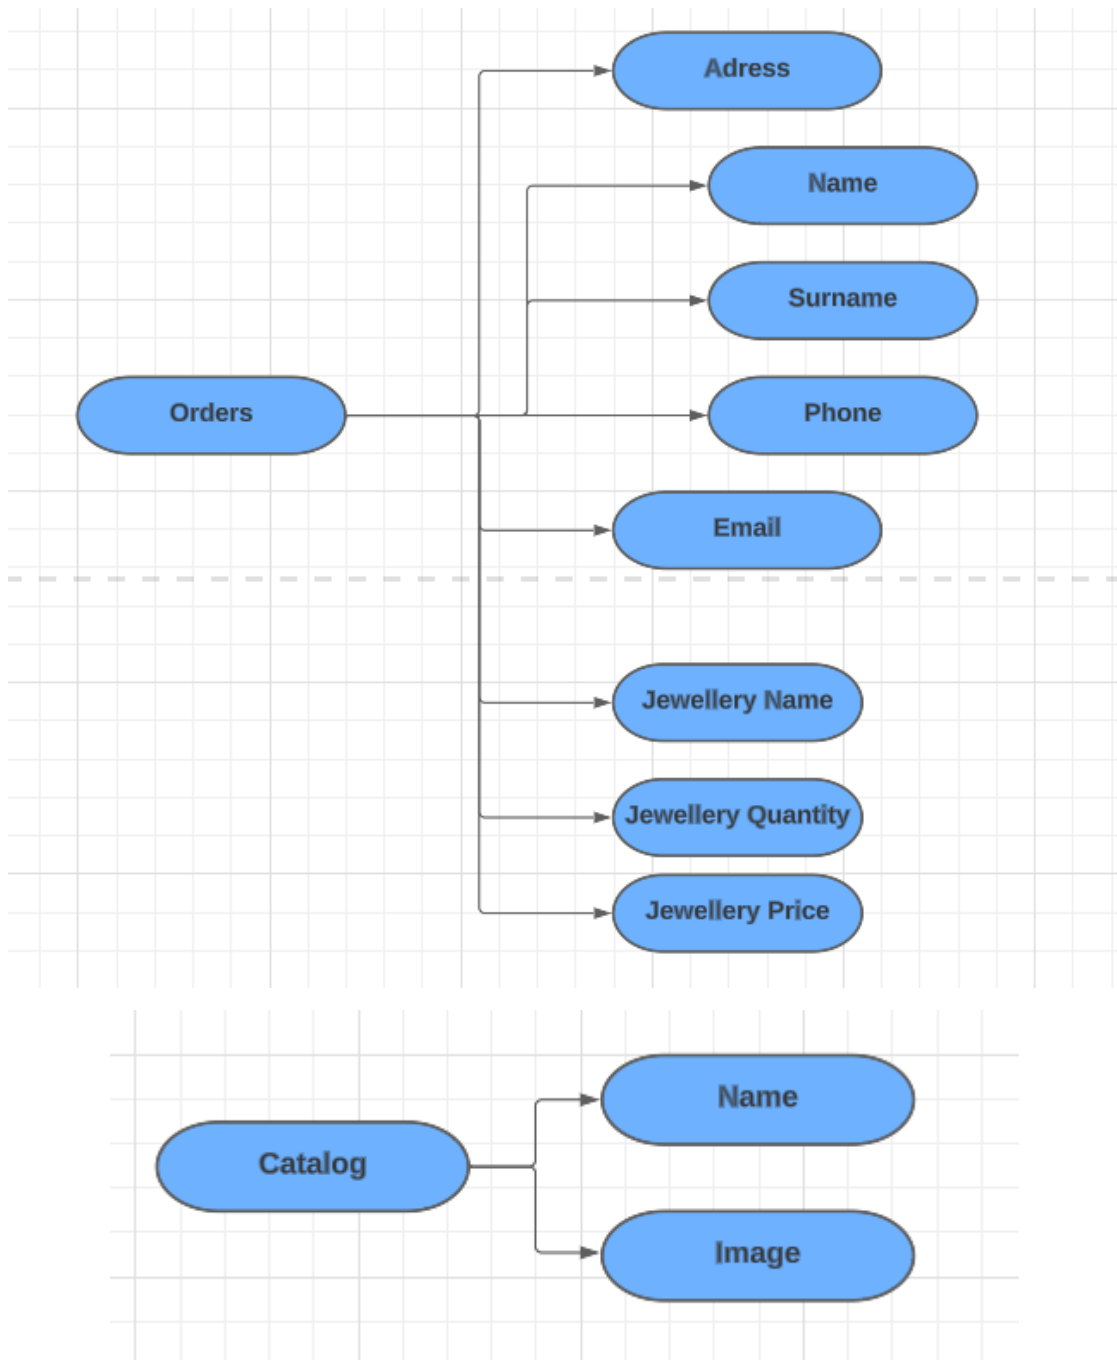 Adress
Name
Surname
Orders
Phone
Email
Jewellery Name
Jewellery Quantity
Jewellery Price
Name
Catalog
Image